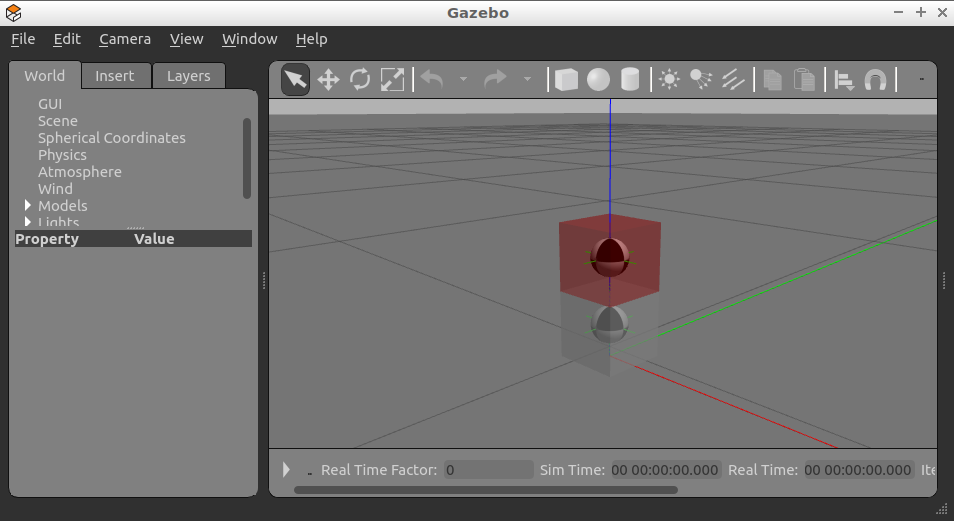 Gazebo
File Edit Camera View Window Help
World Insert Layers
GUI
Scene
Spherical Coordinates
Physics
Atmosphere
Wind
Models
Lights
Property Value
Real Time Factor: 0 Sim Time: 00 00:00:00.000 Real Time: 00 00:00:00.000 Ite